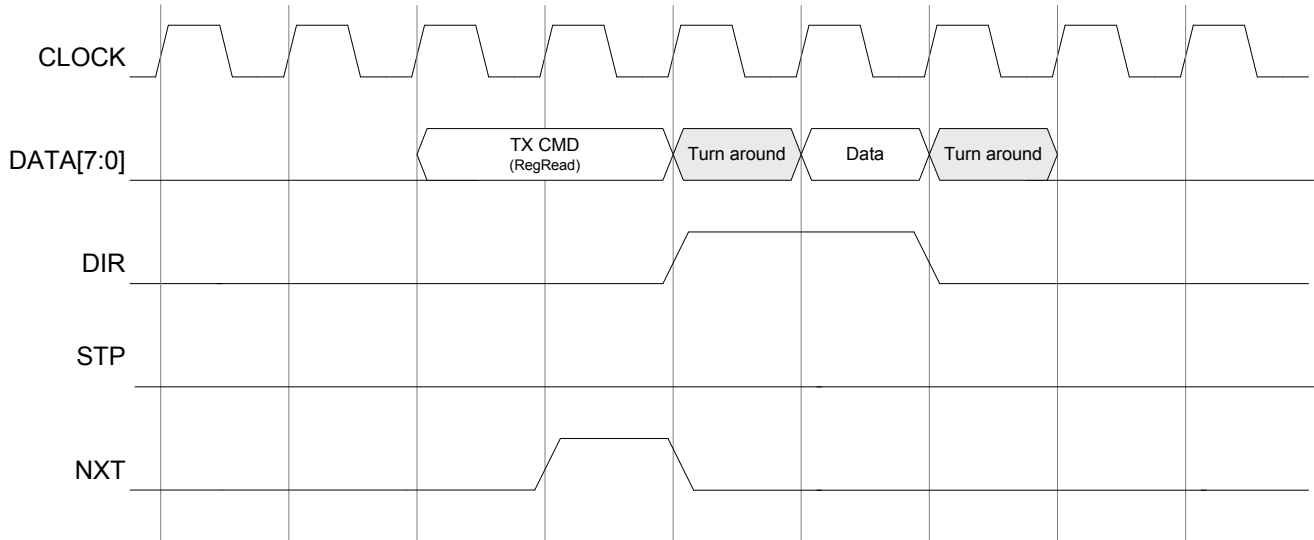 CLOCK
DATA[7:0]
TX CMD
(RegRead)
Turn around
Data
Turn around
DIR
STP
NXT